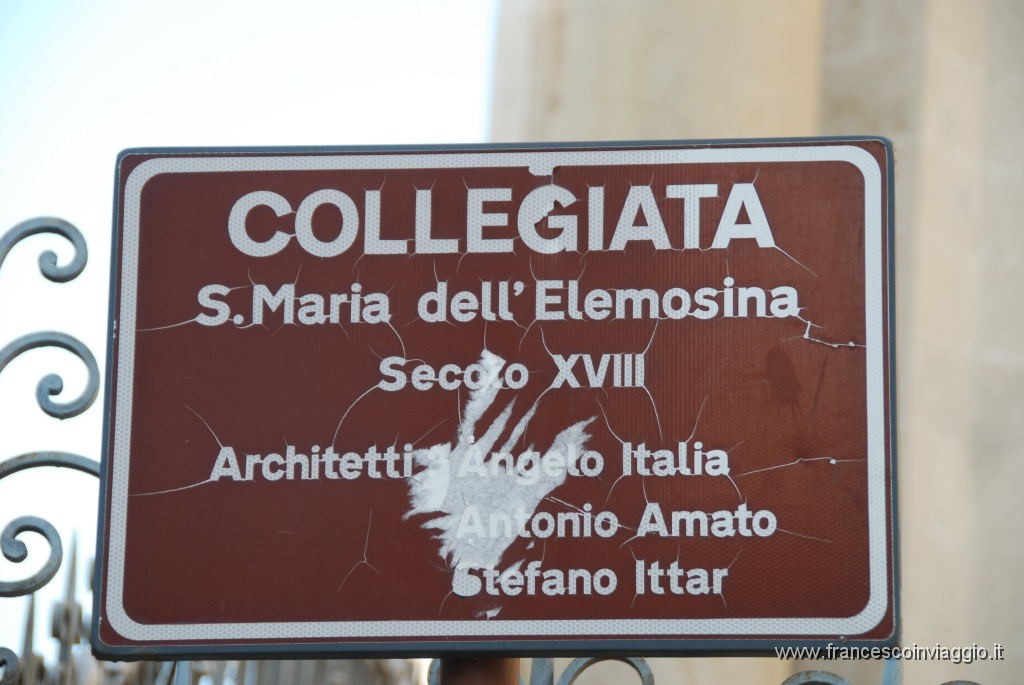 COLLEGIATA
S. Maria dell' Elemosina
Secolo XVIII
Architetti Angelo Italia
Antonio Amato
Stefano Ittar
www.francescoinviaggio.it